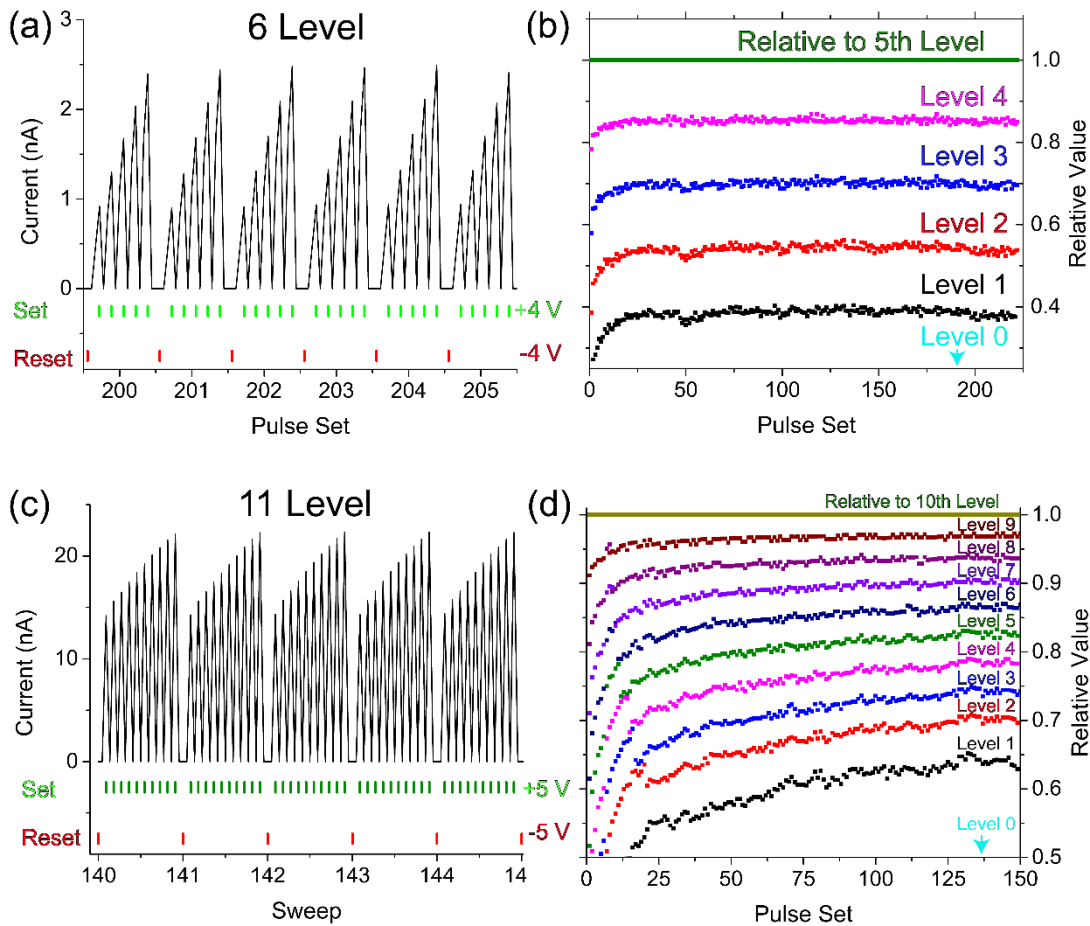 (a)
6 Level
3
2
1
0
Current (nA)
Set
+4 V
Reset
-4 V
200 201 202 203 204 205
Pulse Set
(b)
Relative to 5th Level
Level 4
Level 3
Level 2
Level 1
Level 0
1.0
0.8
0.6
0.4
Relative Value
0 50 100 150 200
Pulse Set
(c)
11 Level
20
10
0
Current (nA)
Set
+5 V
Reset
-5 V
140 141 142 143 144 14
Sweep
(d)
Relative to 10th Level
Level 9
Level 8
Level 7
Level 6
Level 5
Level 4
Level 3
Level 2
Level 1
Level 0
1.0
0.9
0.8
0.7
0.6
0.5
Relative Value
0 25 50 75 100 125 150
Pulse Set